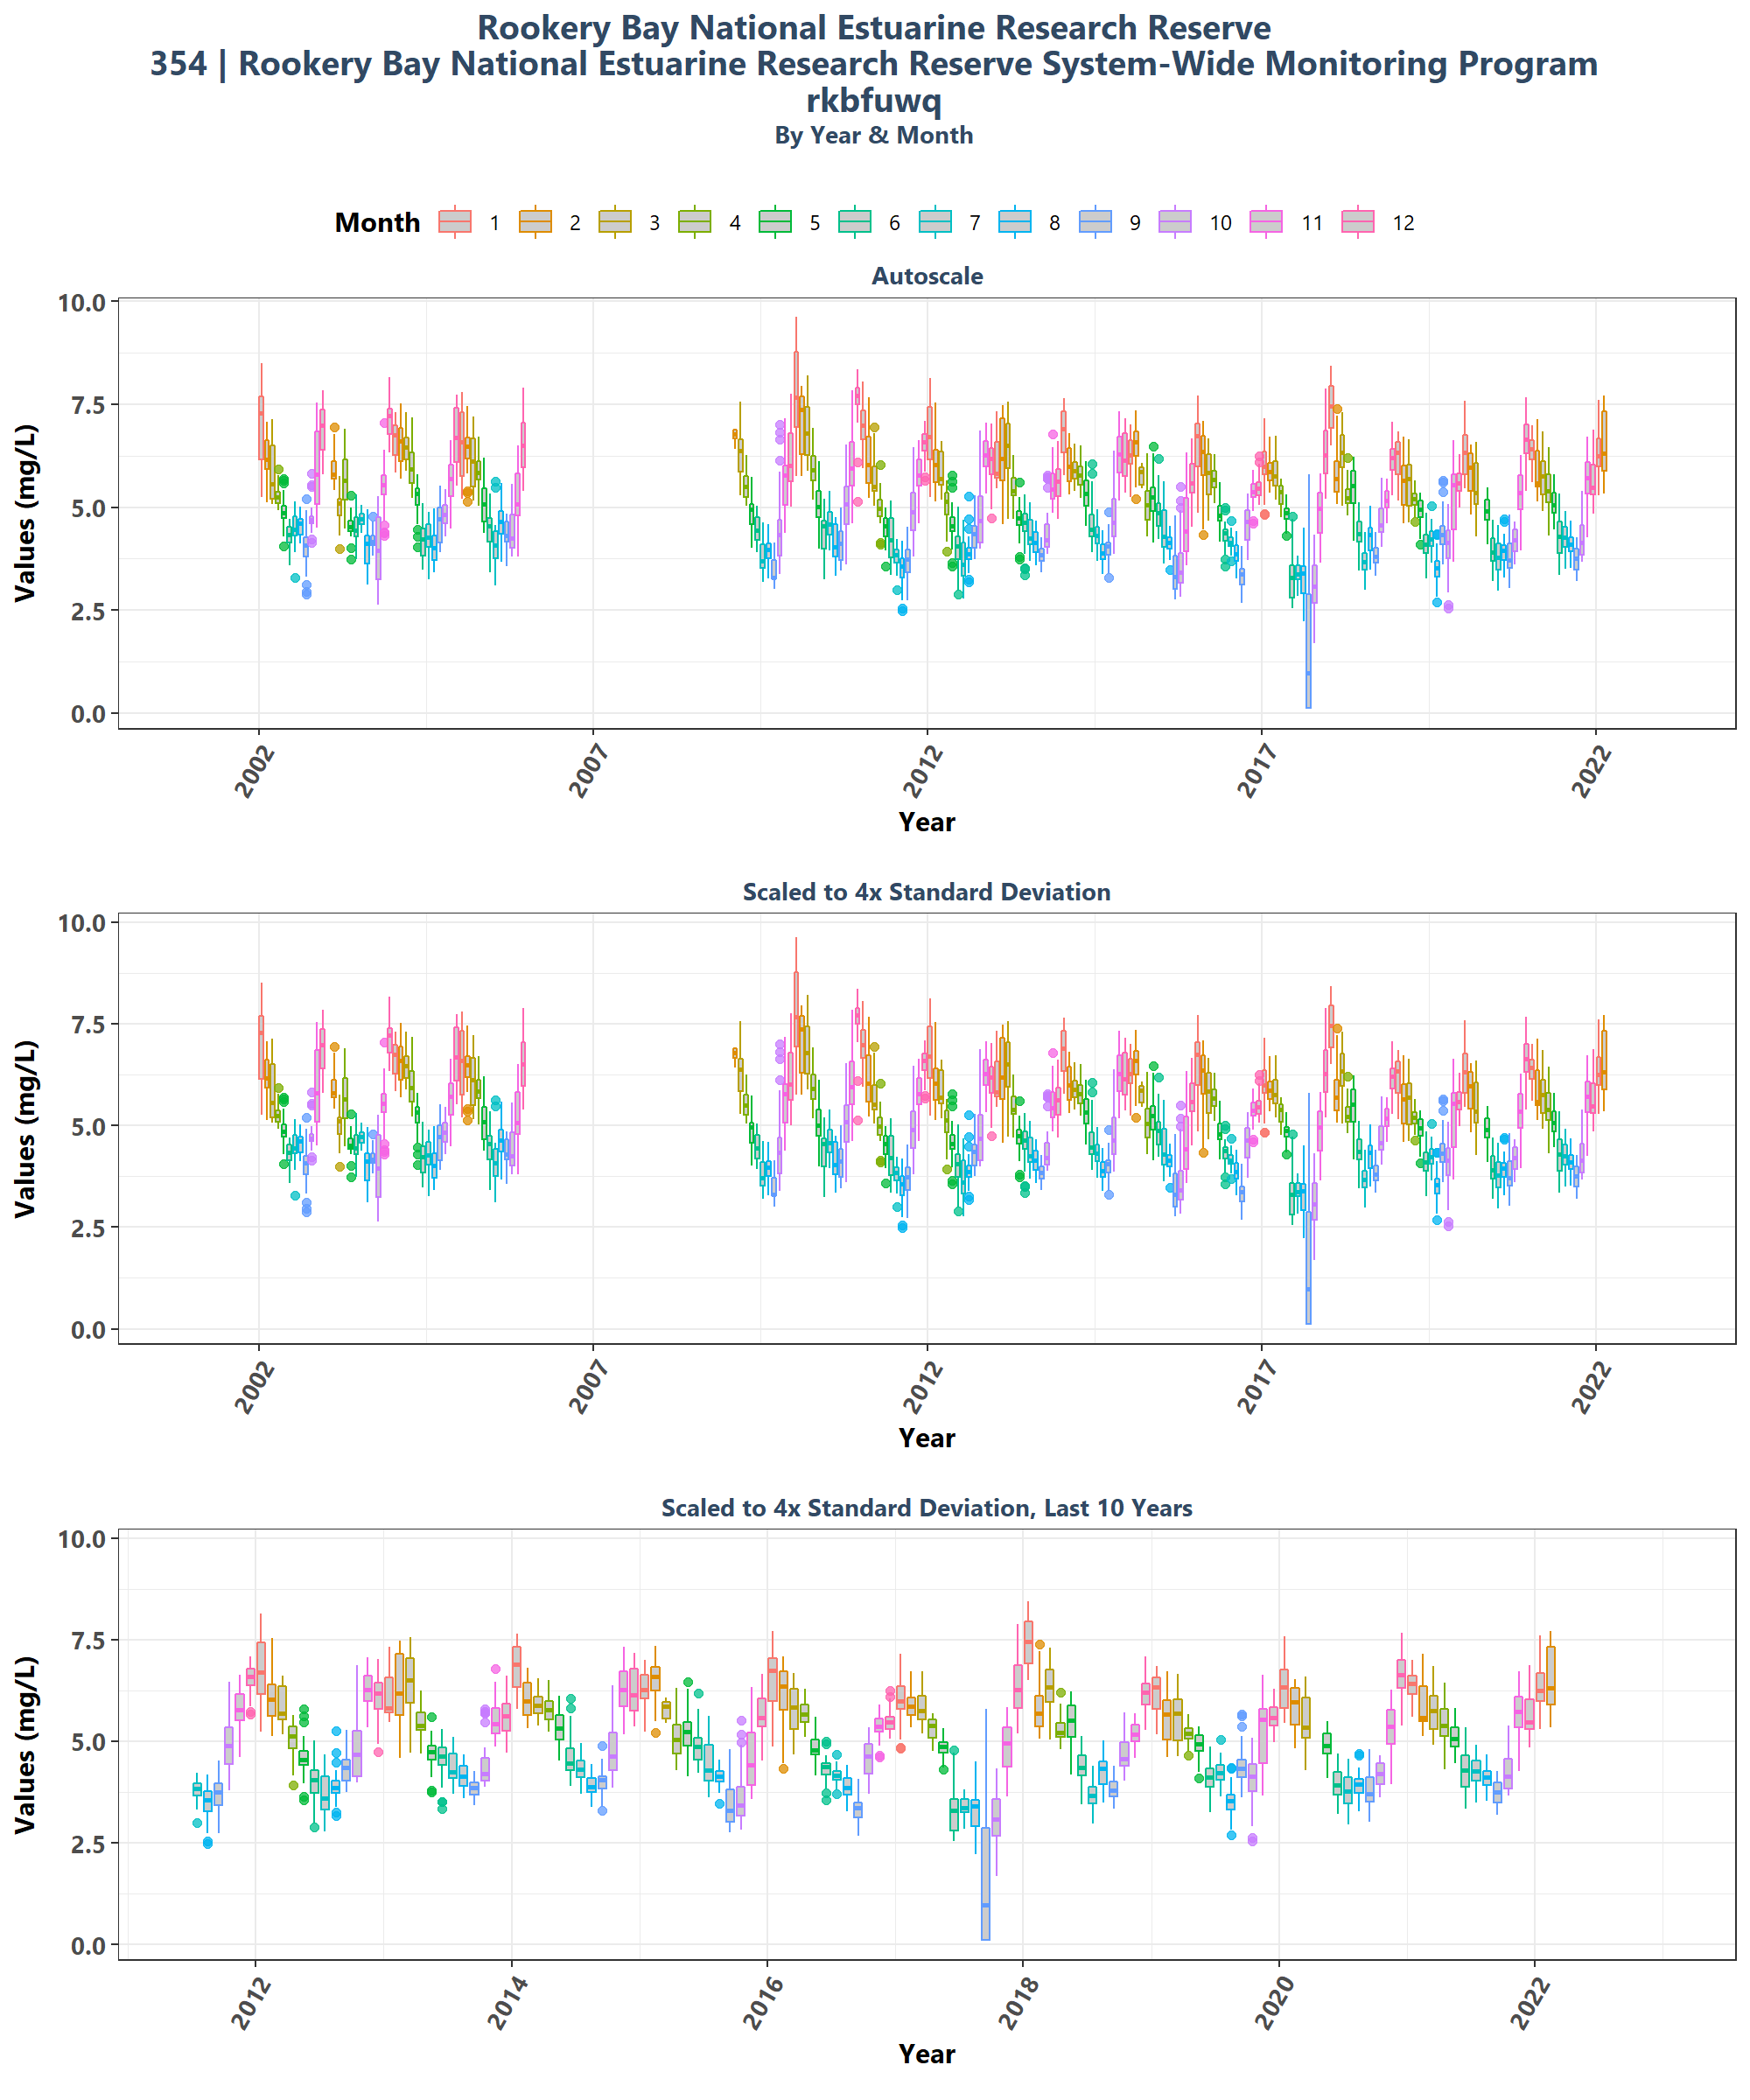 Rookery Bay National Estuarine Research Reserve
354 | Rookery Bay National Estuarine Research Reserve System-Wide Monitoring Program
rkbfuwq
By Year & Month
Month 1 2 3 4 5 6 7 8 9 10 11 12
Autoscale
Values (mg/L)
10.0
7.5
5.0
2.5
0.0
2002 2007 2012 2017 2022
Year
Scaled to 4x Standard Deviation
Values (mg/L)
10.0
7.5
5.0
2.5
0.0
2002 2007 2012 2017 2022
Year
Scaled to 4x Standard Deviation, Last 10 Years
Values (mg/L)
10.0
7.5
5.0
2.5
0.0
2012 2014 2016 2018 2020 2022
Year